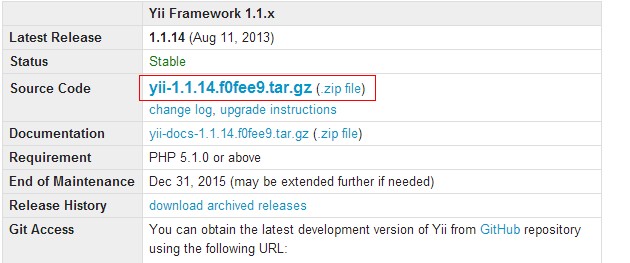 Yii Framework 1.1.x
Latest Release 1.1.14 (Aug 11, 2013)
Status Stable
Source Code yii-1.1.14.f0fee9.tar.gz (.zip file)
change log, upgrade instructions
Documentation yii-docs-1.1.14.f0fee9.tar.gz (.zip file)
Requirement PHP 5.1.0 or above
End of Maintenance Dec 31, 2015 (may be extended further if needed)
Release History download archived releases
Git Access You can obtain the latest development version of Yii from GitHub repository
using the following URL: